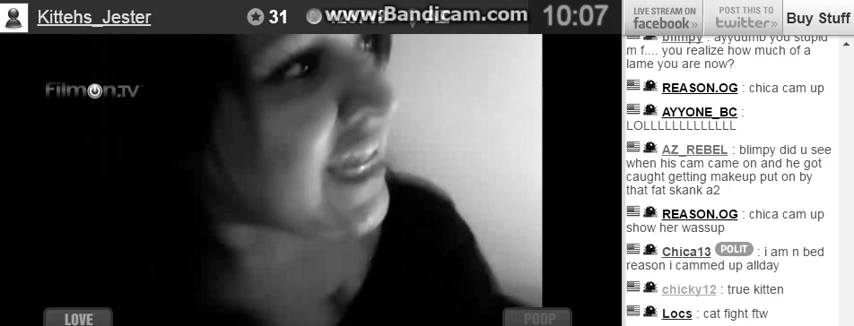 Kittehs_Jester
31
www.Bandicam.com
10:07
LIVE STREAM ON
facebook»
POST THIS TO
twitter»
Buy Stuff
FilmOn.TV
blimpy : ayydumb you stupid
m f.... you realize how much of a
lame you are now?
REASON.OG : chica cam up
AYYONE_BC :
LOLLLLLLLLLLLLL
AZ_REBEL : blimpy did u see
when his cam came on and he got
caught getting makeup put on by
that fat skank a2
REASON.OG : chica cam up
show her wassup
Chica13 POLIT : i am n bed
reason i cammed up allday
chicky12 : true kitten
Locs : cat fight ftw
LOVE
POOP